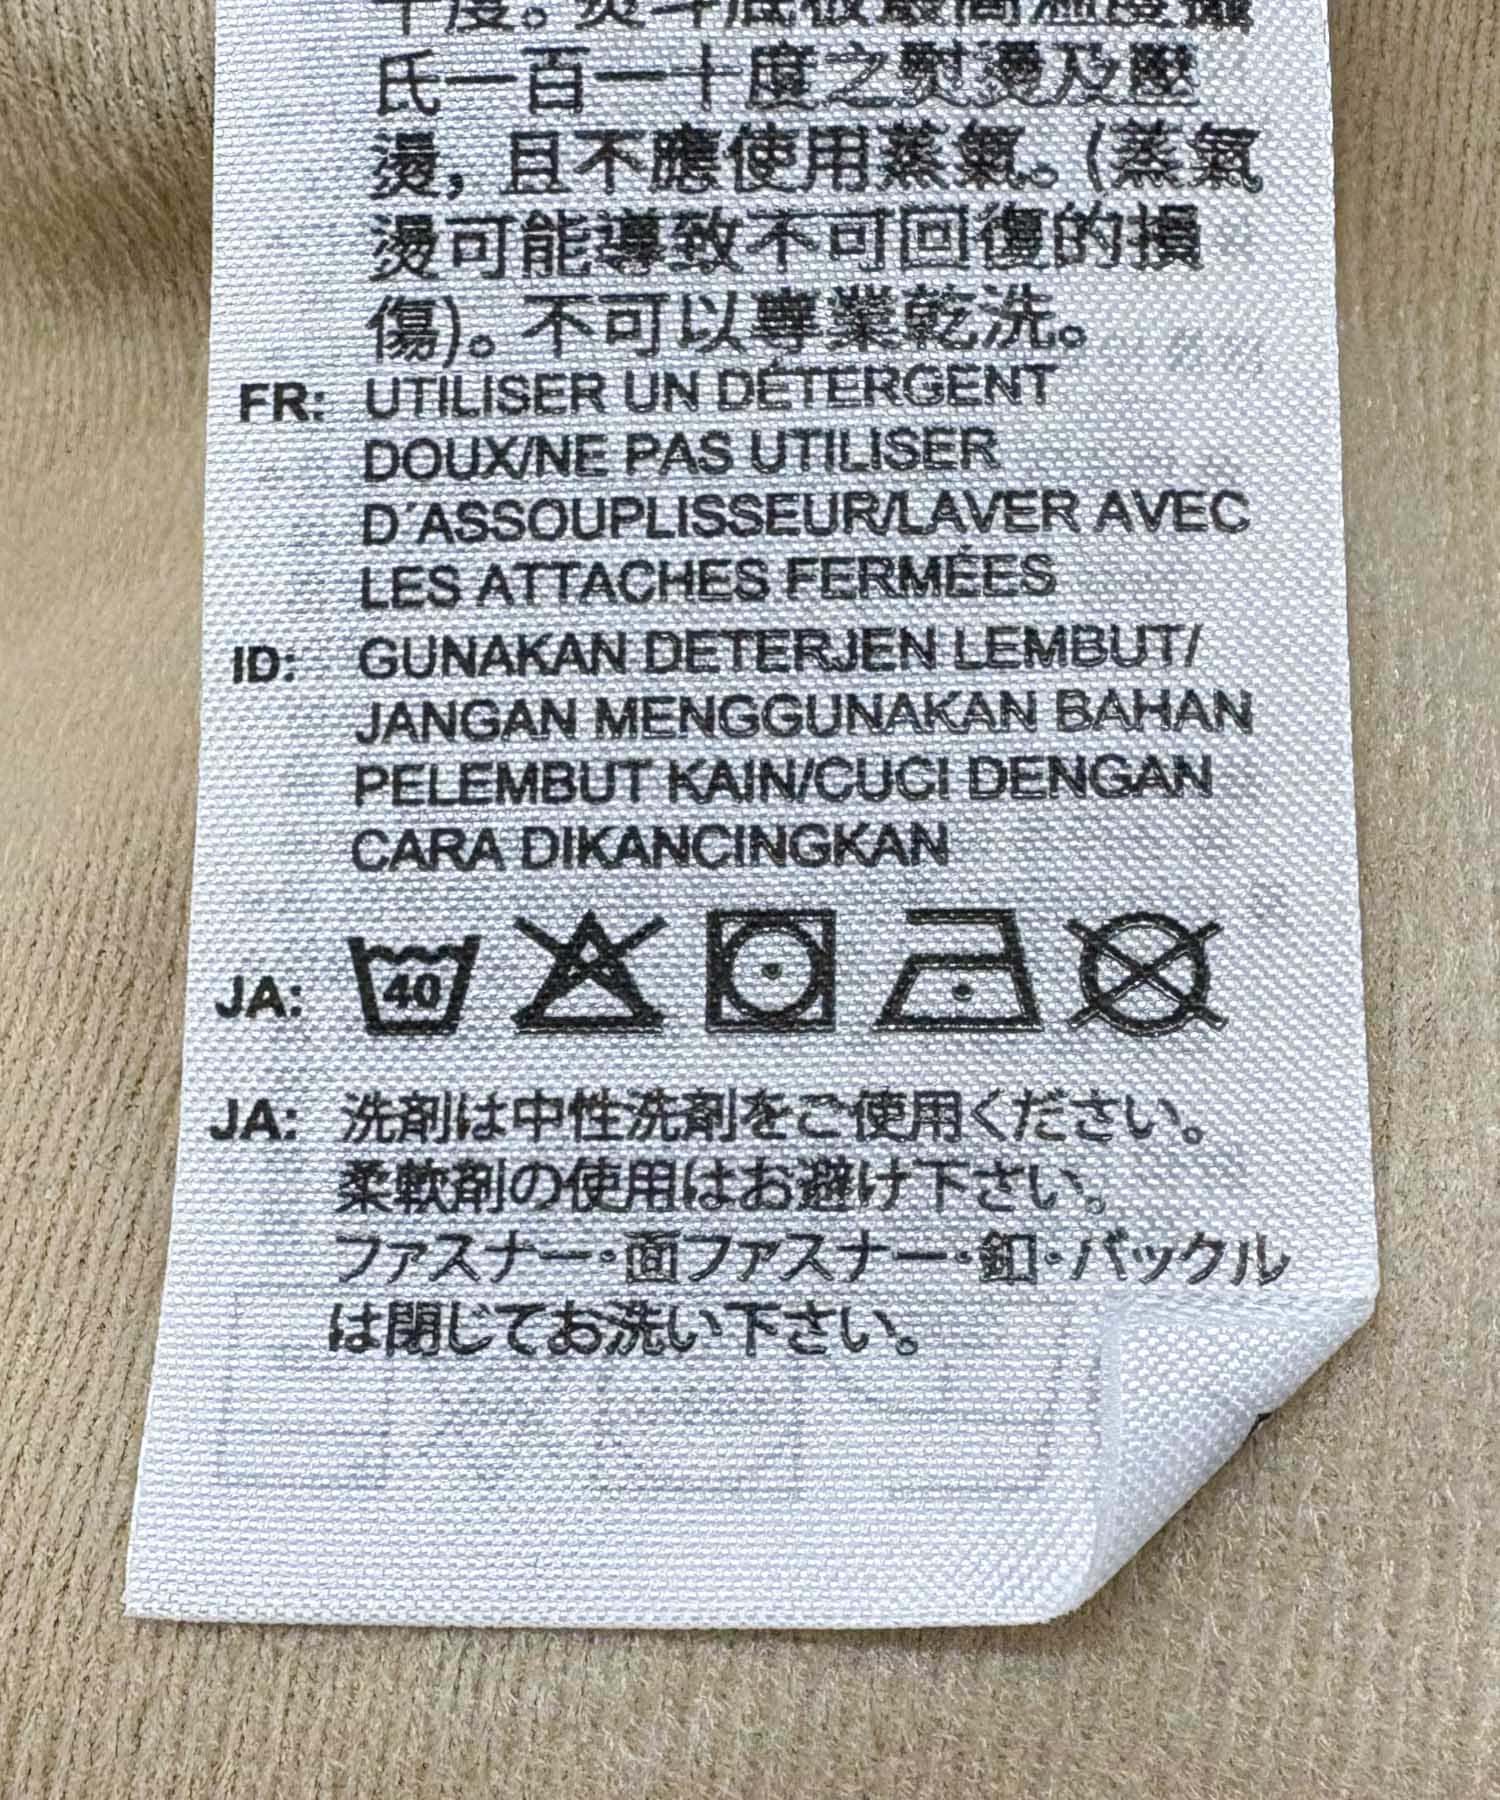 氏一百一十度之熨燙及壓
燙，且不應使用蒸氣。(蒸氣
燙可能導致不可回復的損
傷)。不可以專業乾洗。
FR: UTILISER UN DÉTERGENT
DOUX/NE PAS UTILISER
D'ASSOUPLISSEUR/LAVER AVEC
LES ATTACHES FERMÉES
ID: GUNAKAN DETERJEN LEMBUT/
JANGAN MENGGUNAKAN BAHAN
PELEMBUT KAIN/CUCI DENGAN
CARA DIKANCINGKAN
JA: 40
JA: 洗剤は中性洗剤をご使用ください。
柔軟剤の使用はお避け下さい。
ファスナー・面ファスナー・釦・バックル
は閉じてお洗い下さい。